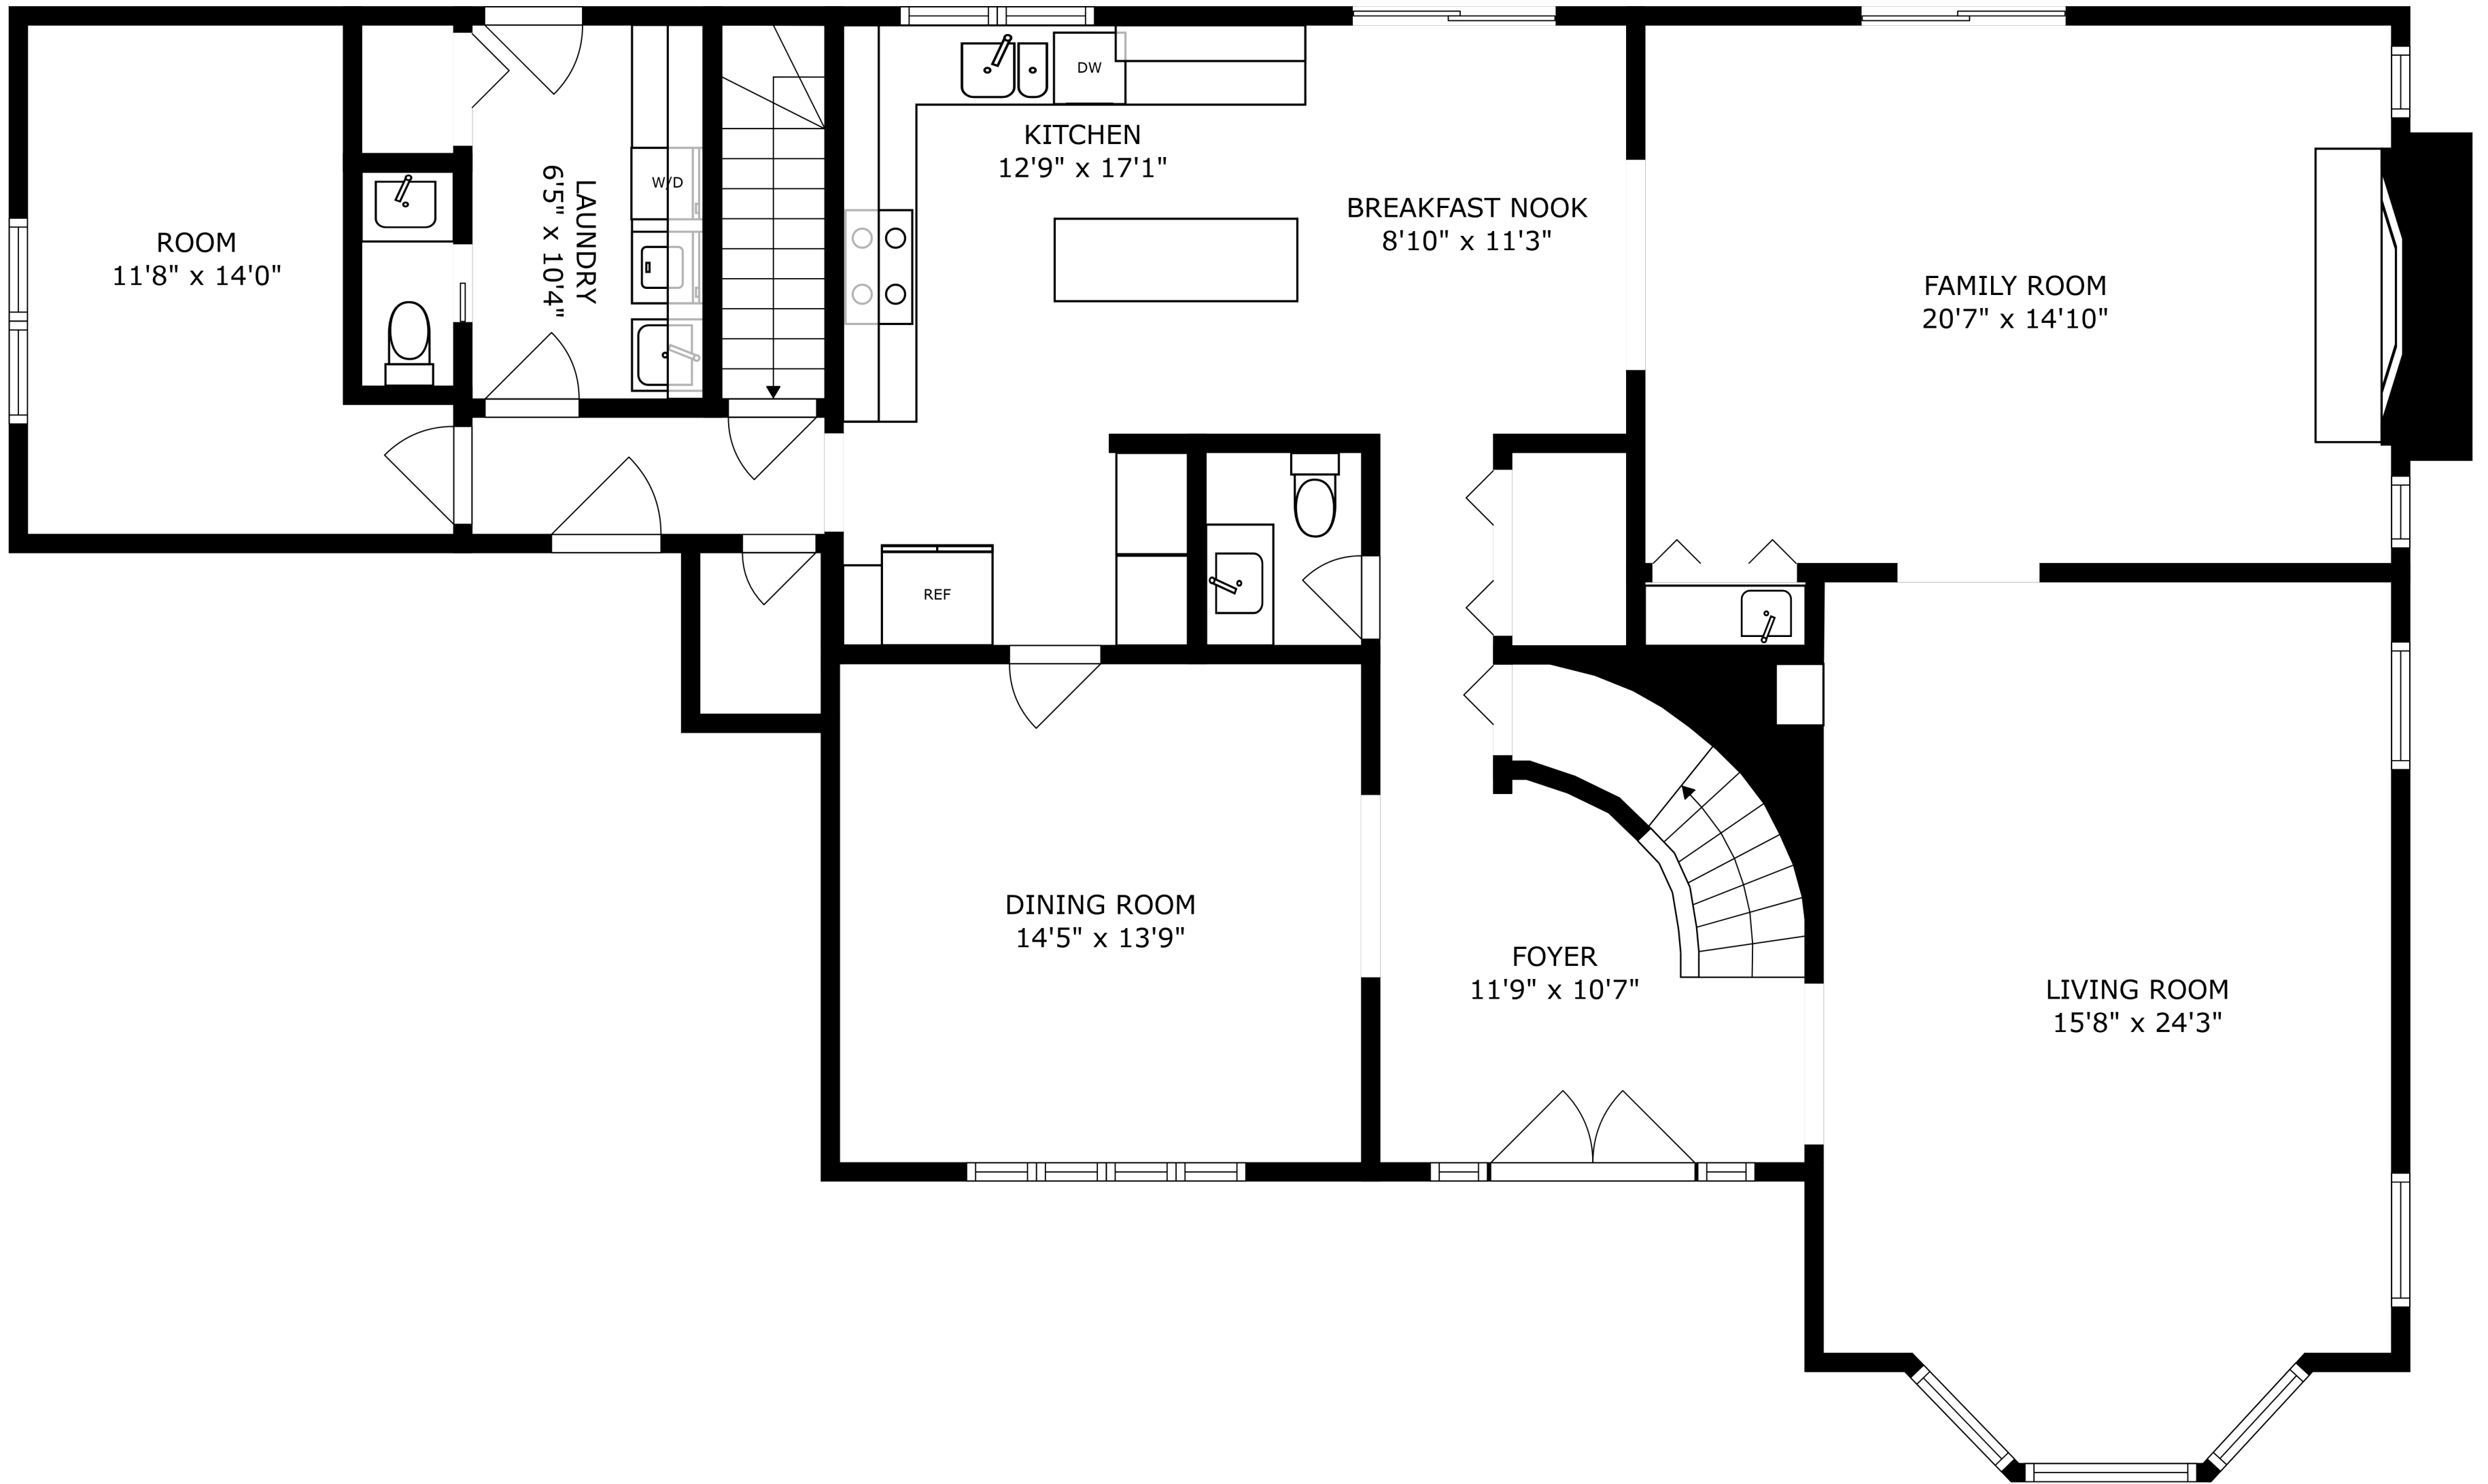 DW
KITCHEN
12'9" x 17'1"
W/D
LAUNDRY
6'5" x 10'4"
BREAKFAST NOOK
8'10" x 11'3"
ROOM
11'8" x 14'0"
FAMILY ROOM
20'7" x 14'10"
REF
DINING ROOM
14'5" x 13'9"
FOYER
11'9" x 10'7"
LIVING ROOM
15'8" x 24'3"